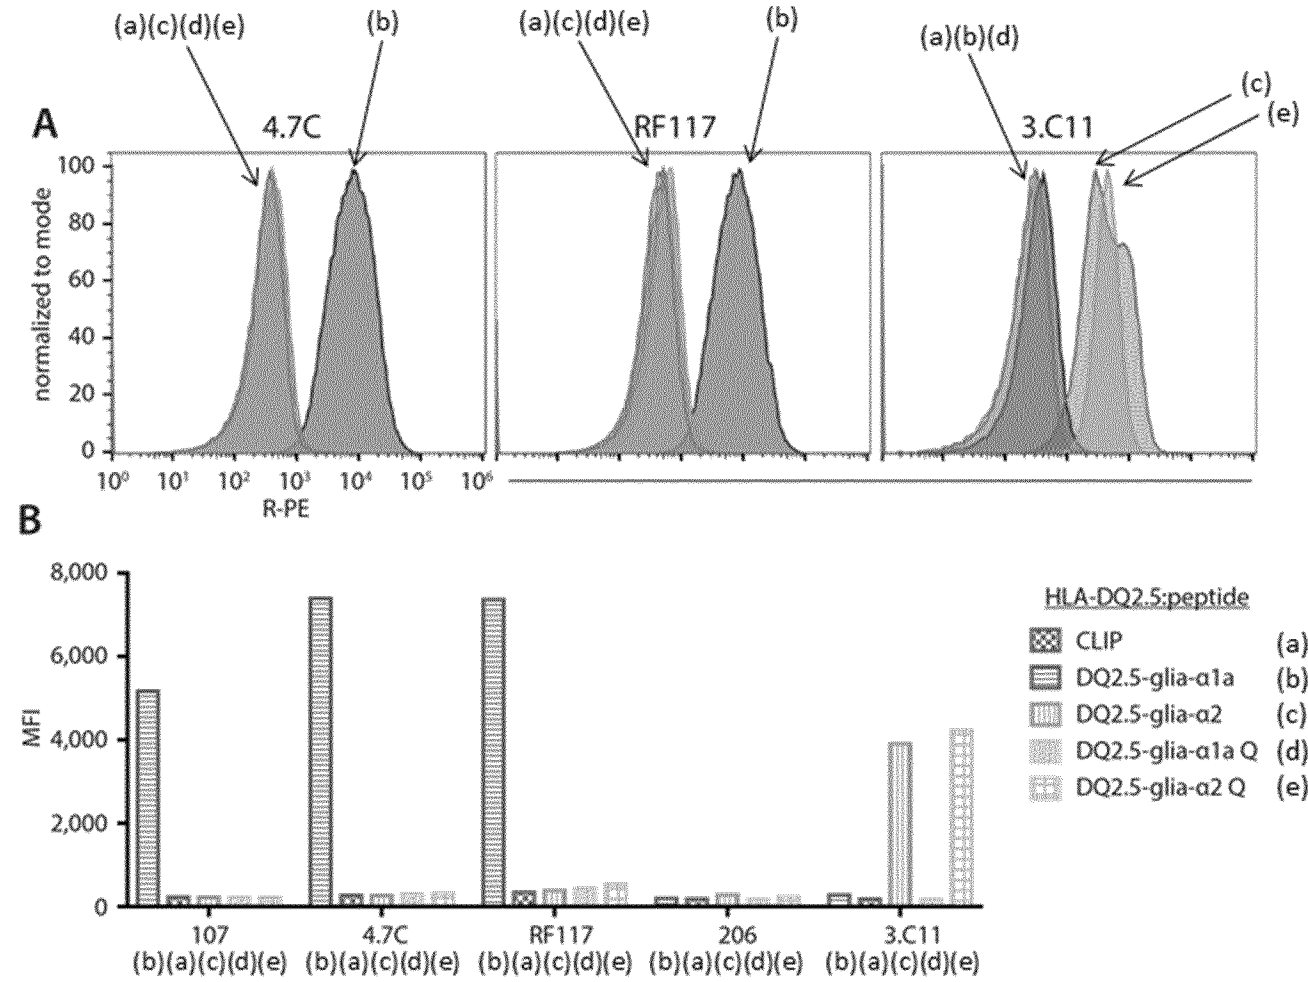 (a)(c)(d)(e)
(b)
(a)(c)(d)(e)
(b)
(a)(b)(d)
(c)
(e)
A
4.7C
RF117
3.C11
normalized to mode
100
80
60
40
20
0
10⁰ 10¹ 10² 10³ 10⁴ 10⁵ 10⁶
R-PE
B
MFI
8,000
6,000
4,000
2,000
0
107 4.7C RF117 206 3.C11
(b)(a)(c)(d)(e) (b)(a)(c)(d)(e) (b)(a)(c)(d)(e) (b)(a)(c)(d)(e) (b)(a)(c)(d)(e)
HLA-DQ2.5:peptide
CLIP (a)
DQ2.5-glia-α1a (b)
DQ2.5-glia-α2 (c)
DQ2.5-glia-α1a Q (d)
DQ2.5-glia-α2 Q (e)